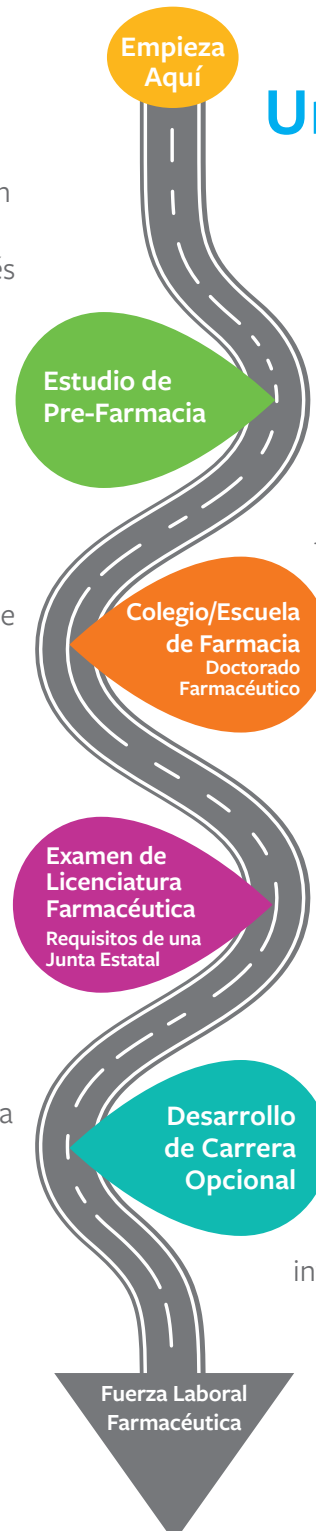 Empieza
Aquí
Estudio de
Pre-Farmacia
Colegio/Escuela
de Farmacia
Doctorado
Farmacéutico
Examen de
Licenciatura
Farmacéutica
Requisitos de una
Junta Estatal
Desarrollo
de Carrera
Opcional
in
Fuerza Laboral
Farmacéutica